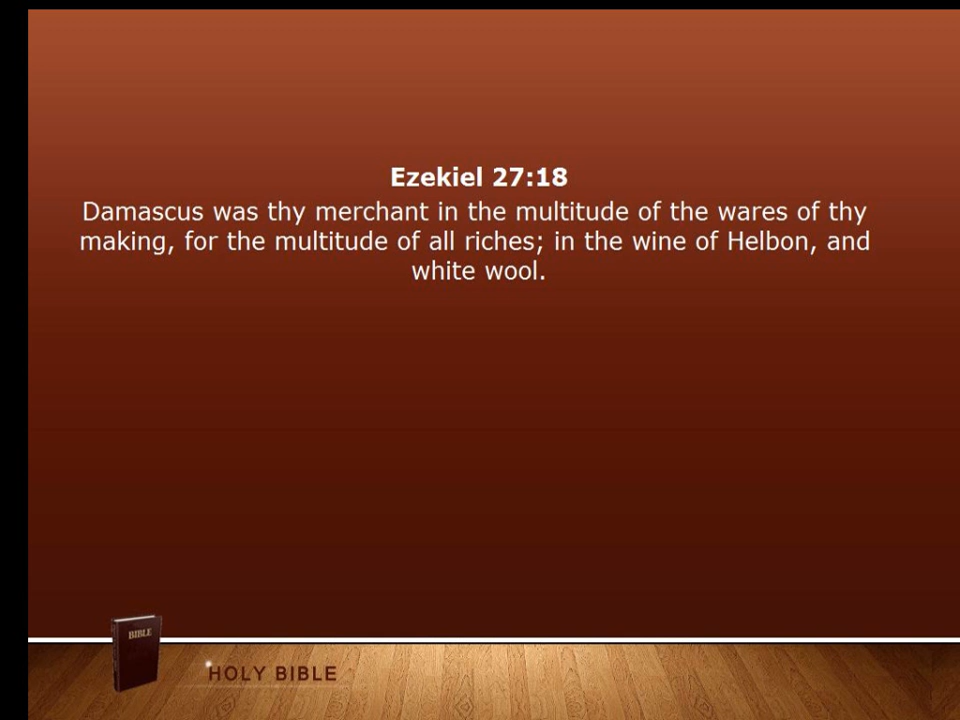 Ezekiel 27:18
Damascus was thy merchant in the multitude of the wares of thy
making, for the multitude of all riches; in the wine of Helbon, and
white wool.
BIBLE
HOLY BIBLE